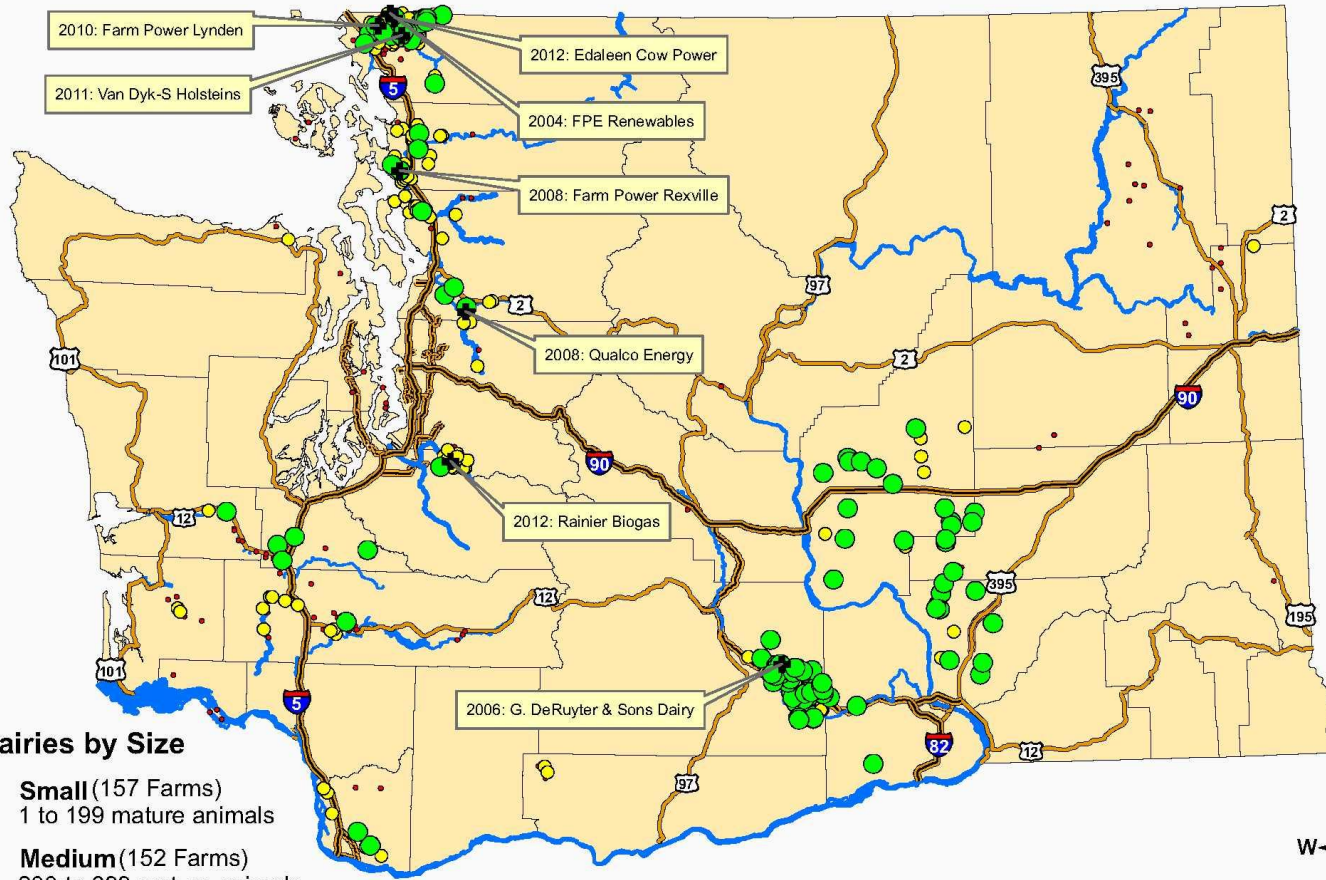 2010: Farm Power Lynden
2012: Edaleen Cow Power
2011: Van Dyk-S Holsteins
2004: FPE Renewables
2008: Farm Power Rexville
2008: Qualco Energy
2012: Rainier Biogas
2006: G. DeRuyter & Sons Dairy
5
395
2
97
2
101
2
90
90
12
12
395
195
101
5
82
12
97
airies by Size
Small (157 Farms)
1 to 199 mature animals
Medium (152 Farms)
W